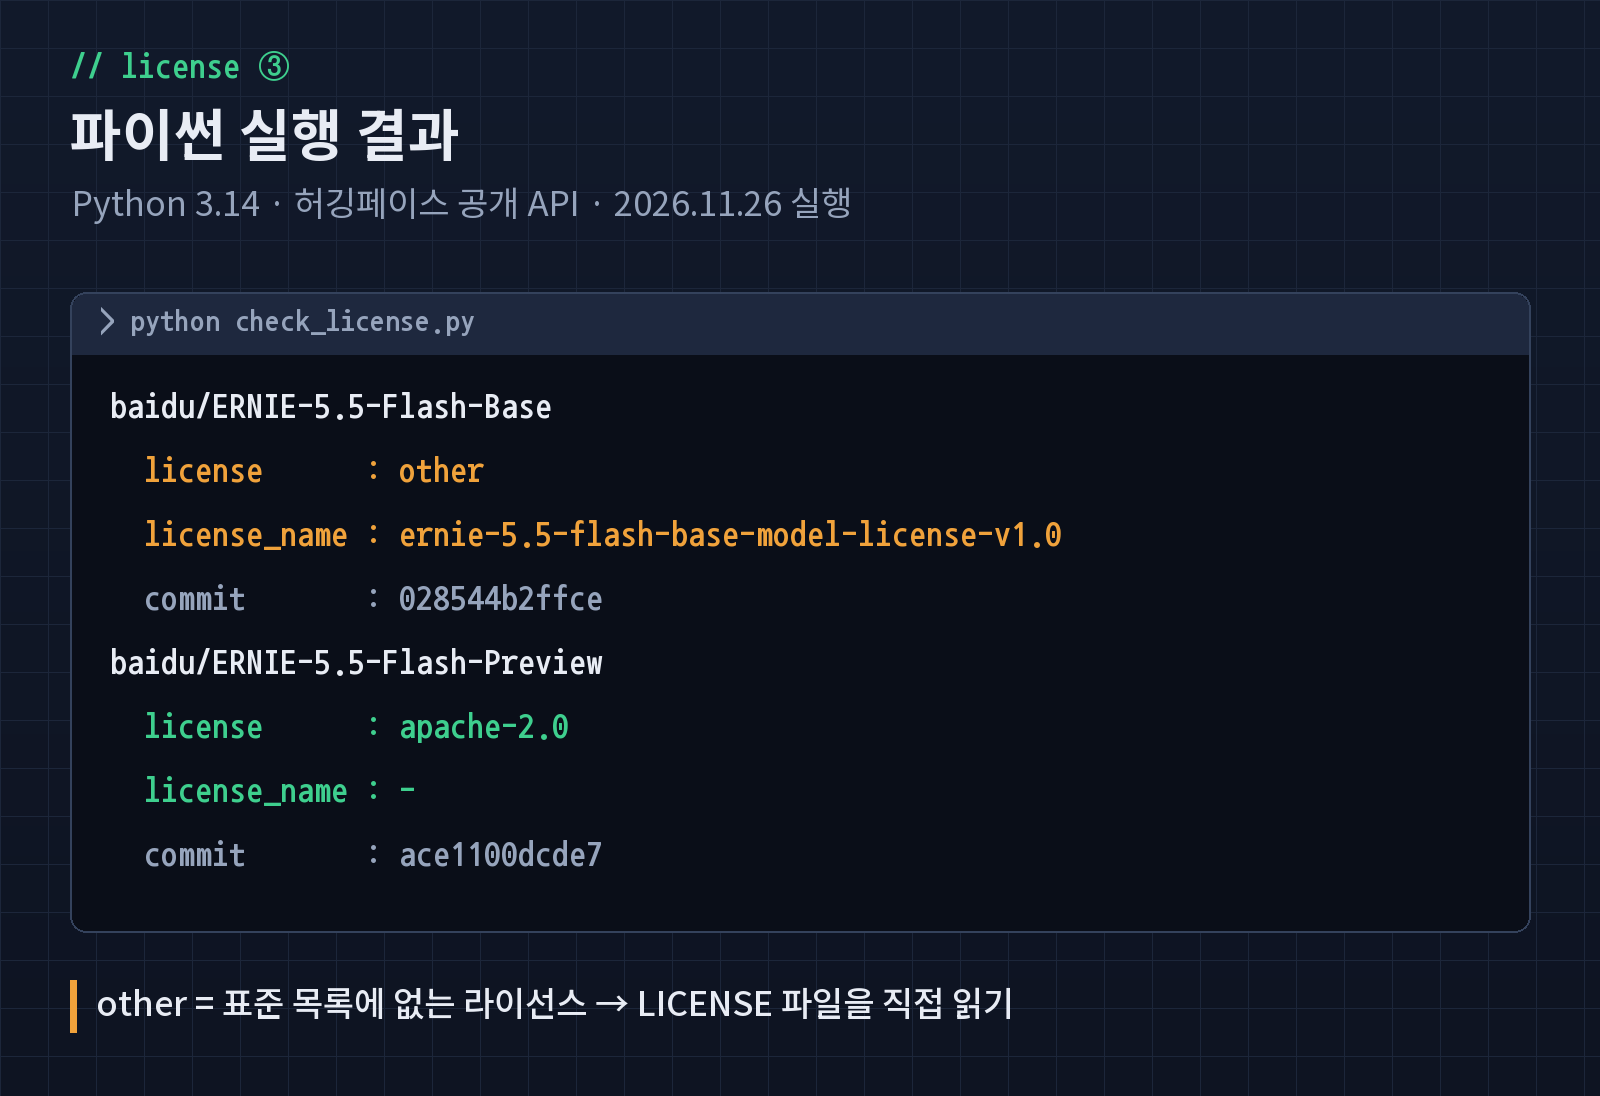 // license ③
파이썬 실행 결과
Python 3.14 · 허깅페이스 공개 API · 2026.11.26 실행
> python check_license.py
baidu/ERNIE-5.5-Flash-Base
license : other
license_name : ernie-5.5-flash-base-model-license-v1.0
commit : 028544b2ffce
baidu/ERNIE-5.5-Flash-Preview
license : apache-2.0
license_name : -
commit : ace1100dcde7
other = 표준 목록에 없는 라이선스 → LICENSE 파일을 직접 읽기